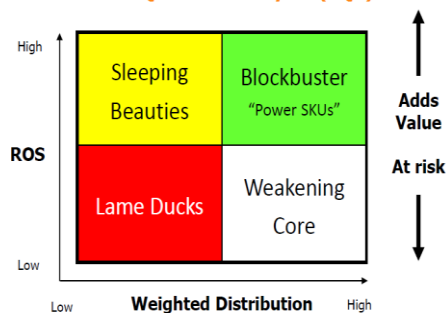 High
Sleeping
Beauties
Blockbuster
"Power SKUs"
Adds
Value
ROS
At risk
Lame Ducks
Weakening
Core
Low
Low
Weighted Distribution
High